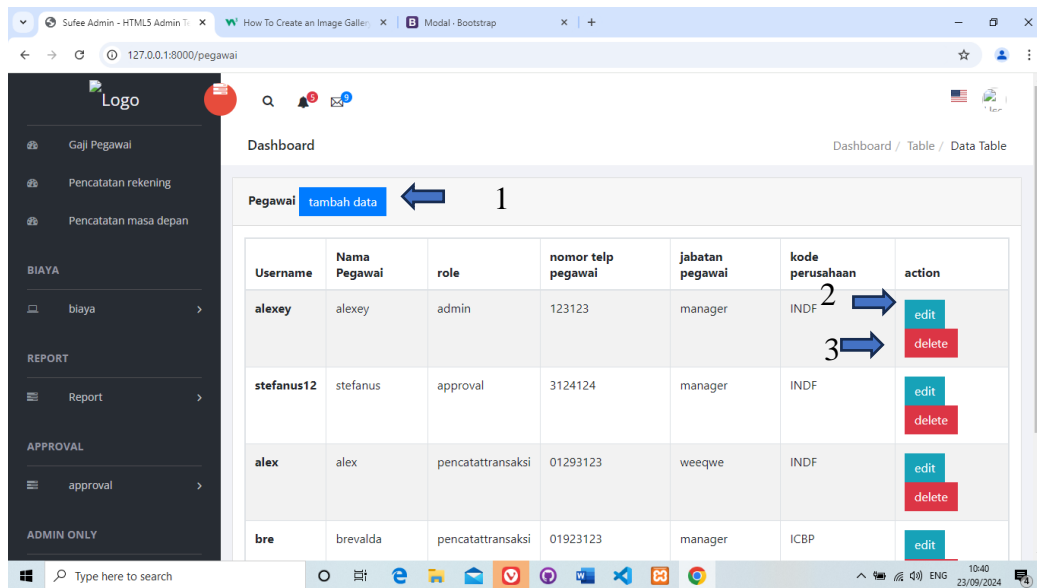 Sufee Admin - HTML5 Admin Te
How To Create an Image Gallery
B Modal · Bootstrap
127.0.0.1:8000/pegawai
Logo
5
9
Gaji Pegawai
Pencatatan rekening
Pencatatan masa depan
BIAYA
biaya
REPORT
Report
APPROVAL
approval
ADMIN ONLY
Dashboard
Dashboard / Table / Data Table
Pegawai tambah data 1
Username Nama Pegawai role nomor telp pegawai jabatan pegawai kode perusahaan action
alexey alexey admin 123123 manager INDF 2 edit
3 delete
stefanus12 stefanus approval 3124124 manager INDF edit
delete
alex alex pencatattransaksi 01293123 weeqwe INDF edit
delete
bre brevalda pencatattransaksi 01923123 manager ICBP edit
Type here to search
ENG
10:40
23/09/2024
4